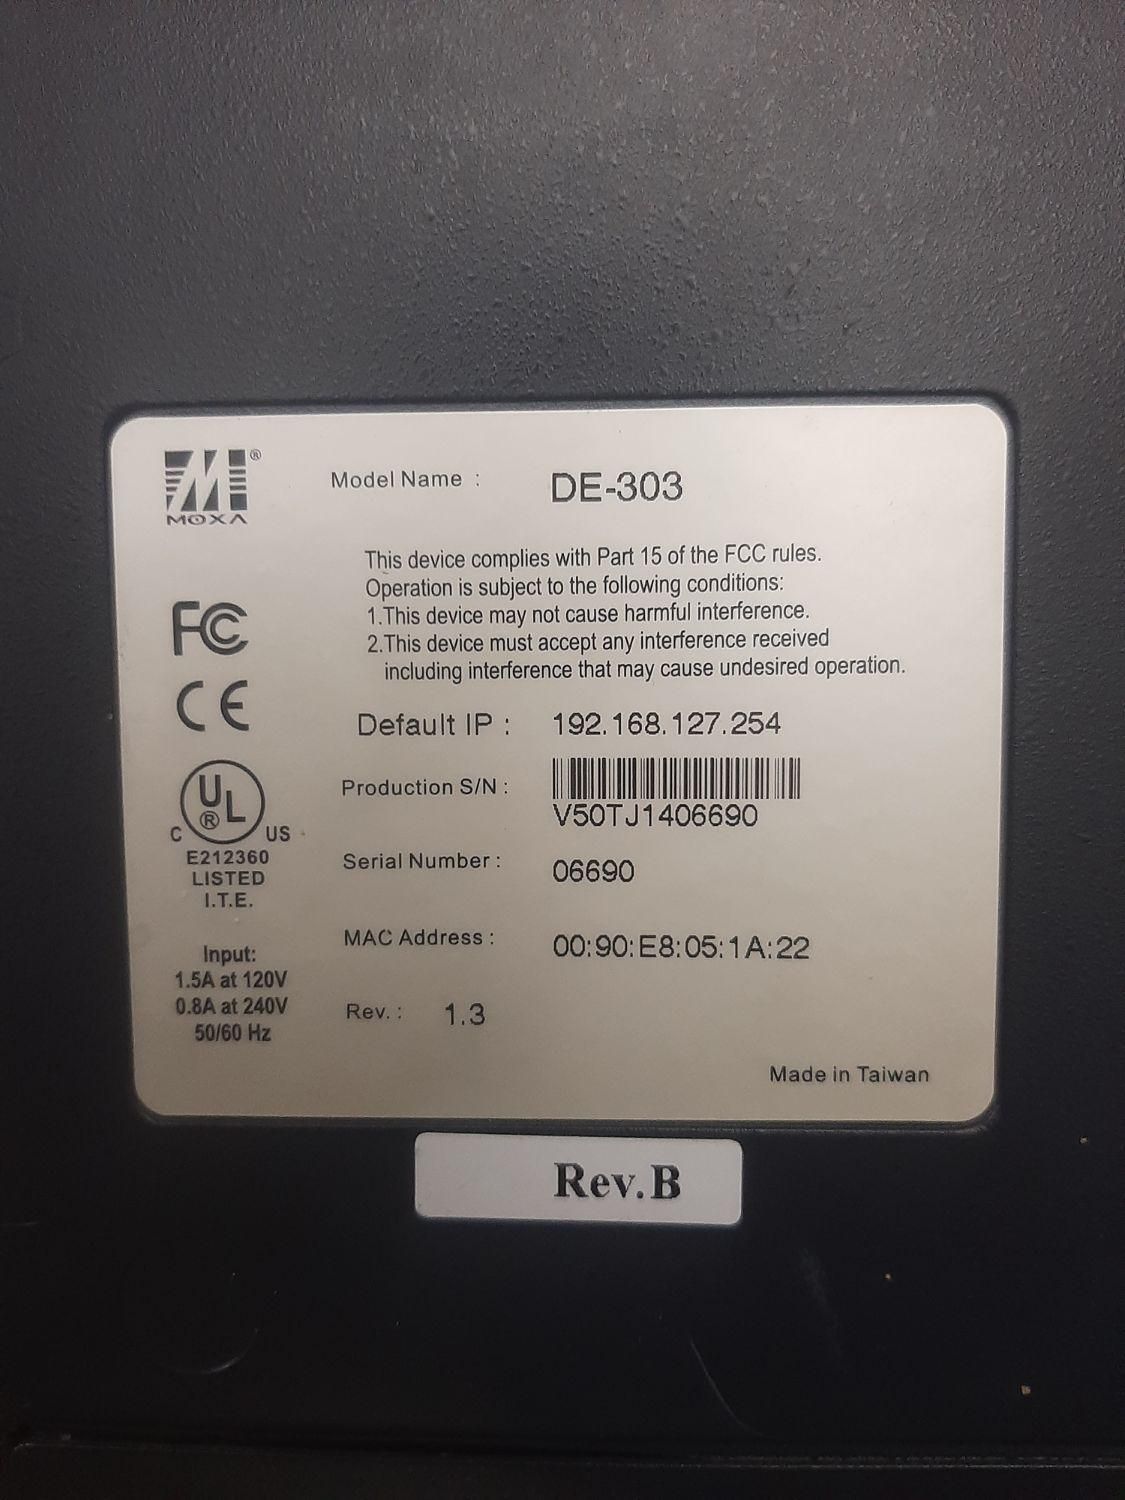 MOXA®
Model Name : DE-303
This device complies with Part 15 of the FCC rules.
Operation is subject to the following conditions:
1.This device may not cause harmful interference.
2.This device must accept any interference received
including interference that may cause undesired operation.
FC
CE
Default IP : 192.168.127.254
Production S/N : V50TJ1406690
UL®
C US
E212360
LISTED
I.T.E.
Serial Number : 06690
MAC Address : 00:90:E8:05:1A:22
Input:
1.5A at 120V
0.8A at 240V
50/60 Hz
Rev. : 1.3
Made in Taiwan
Rev.B